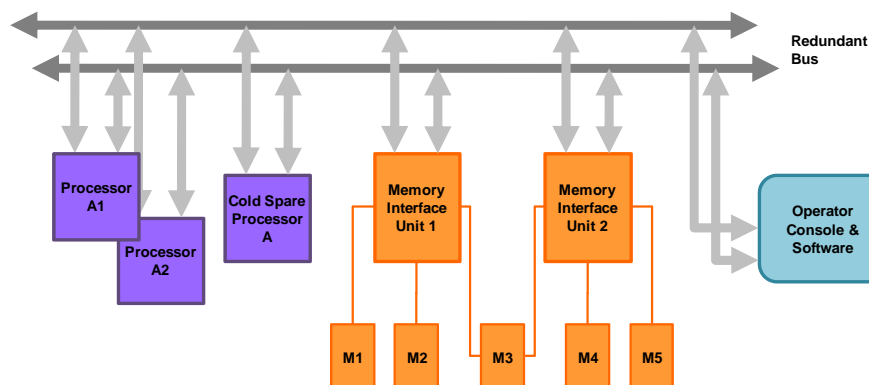 Redundant
Bus
Processor
A1
Processor
A2
Cold Spare
Processor
A
Memory
Interface
Unit 1
Memory
Interface
Unit 2
Operator
Console &
Software
M1
M2
M3
M4
M5